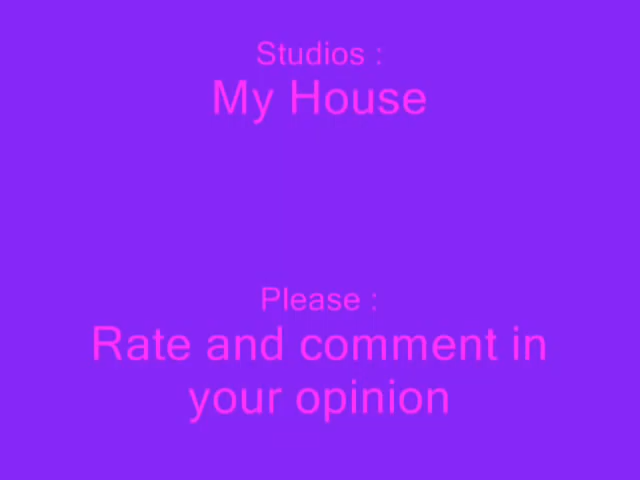 Studios :
My House
Please :
Rate and comment in
your opinion